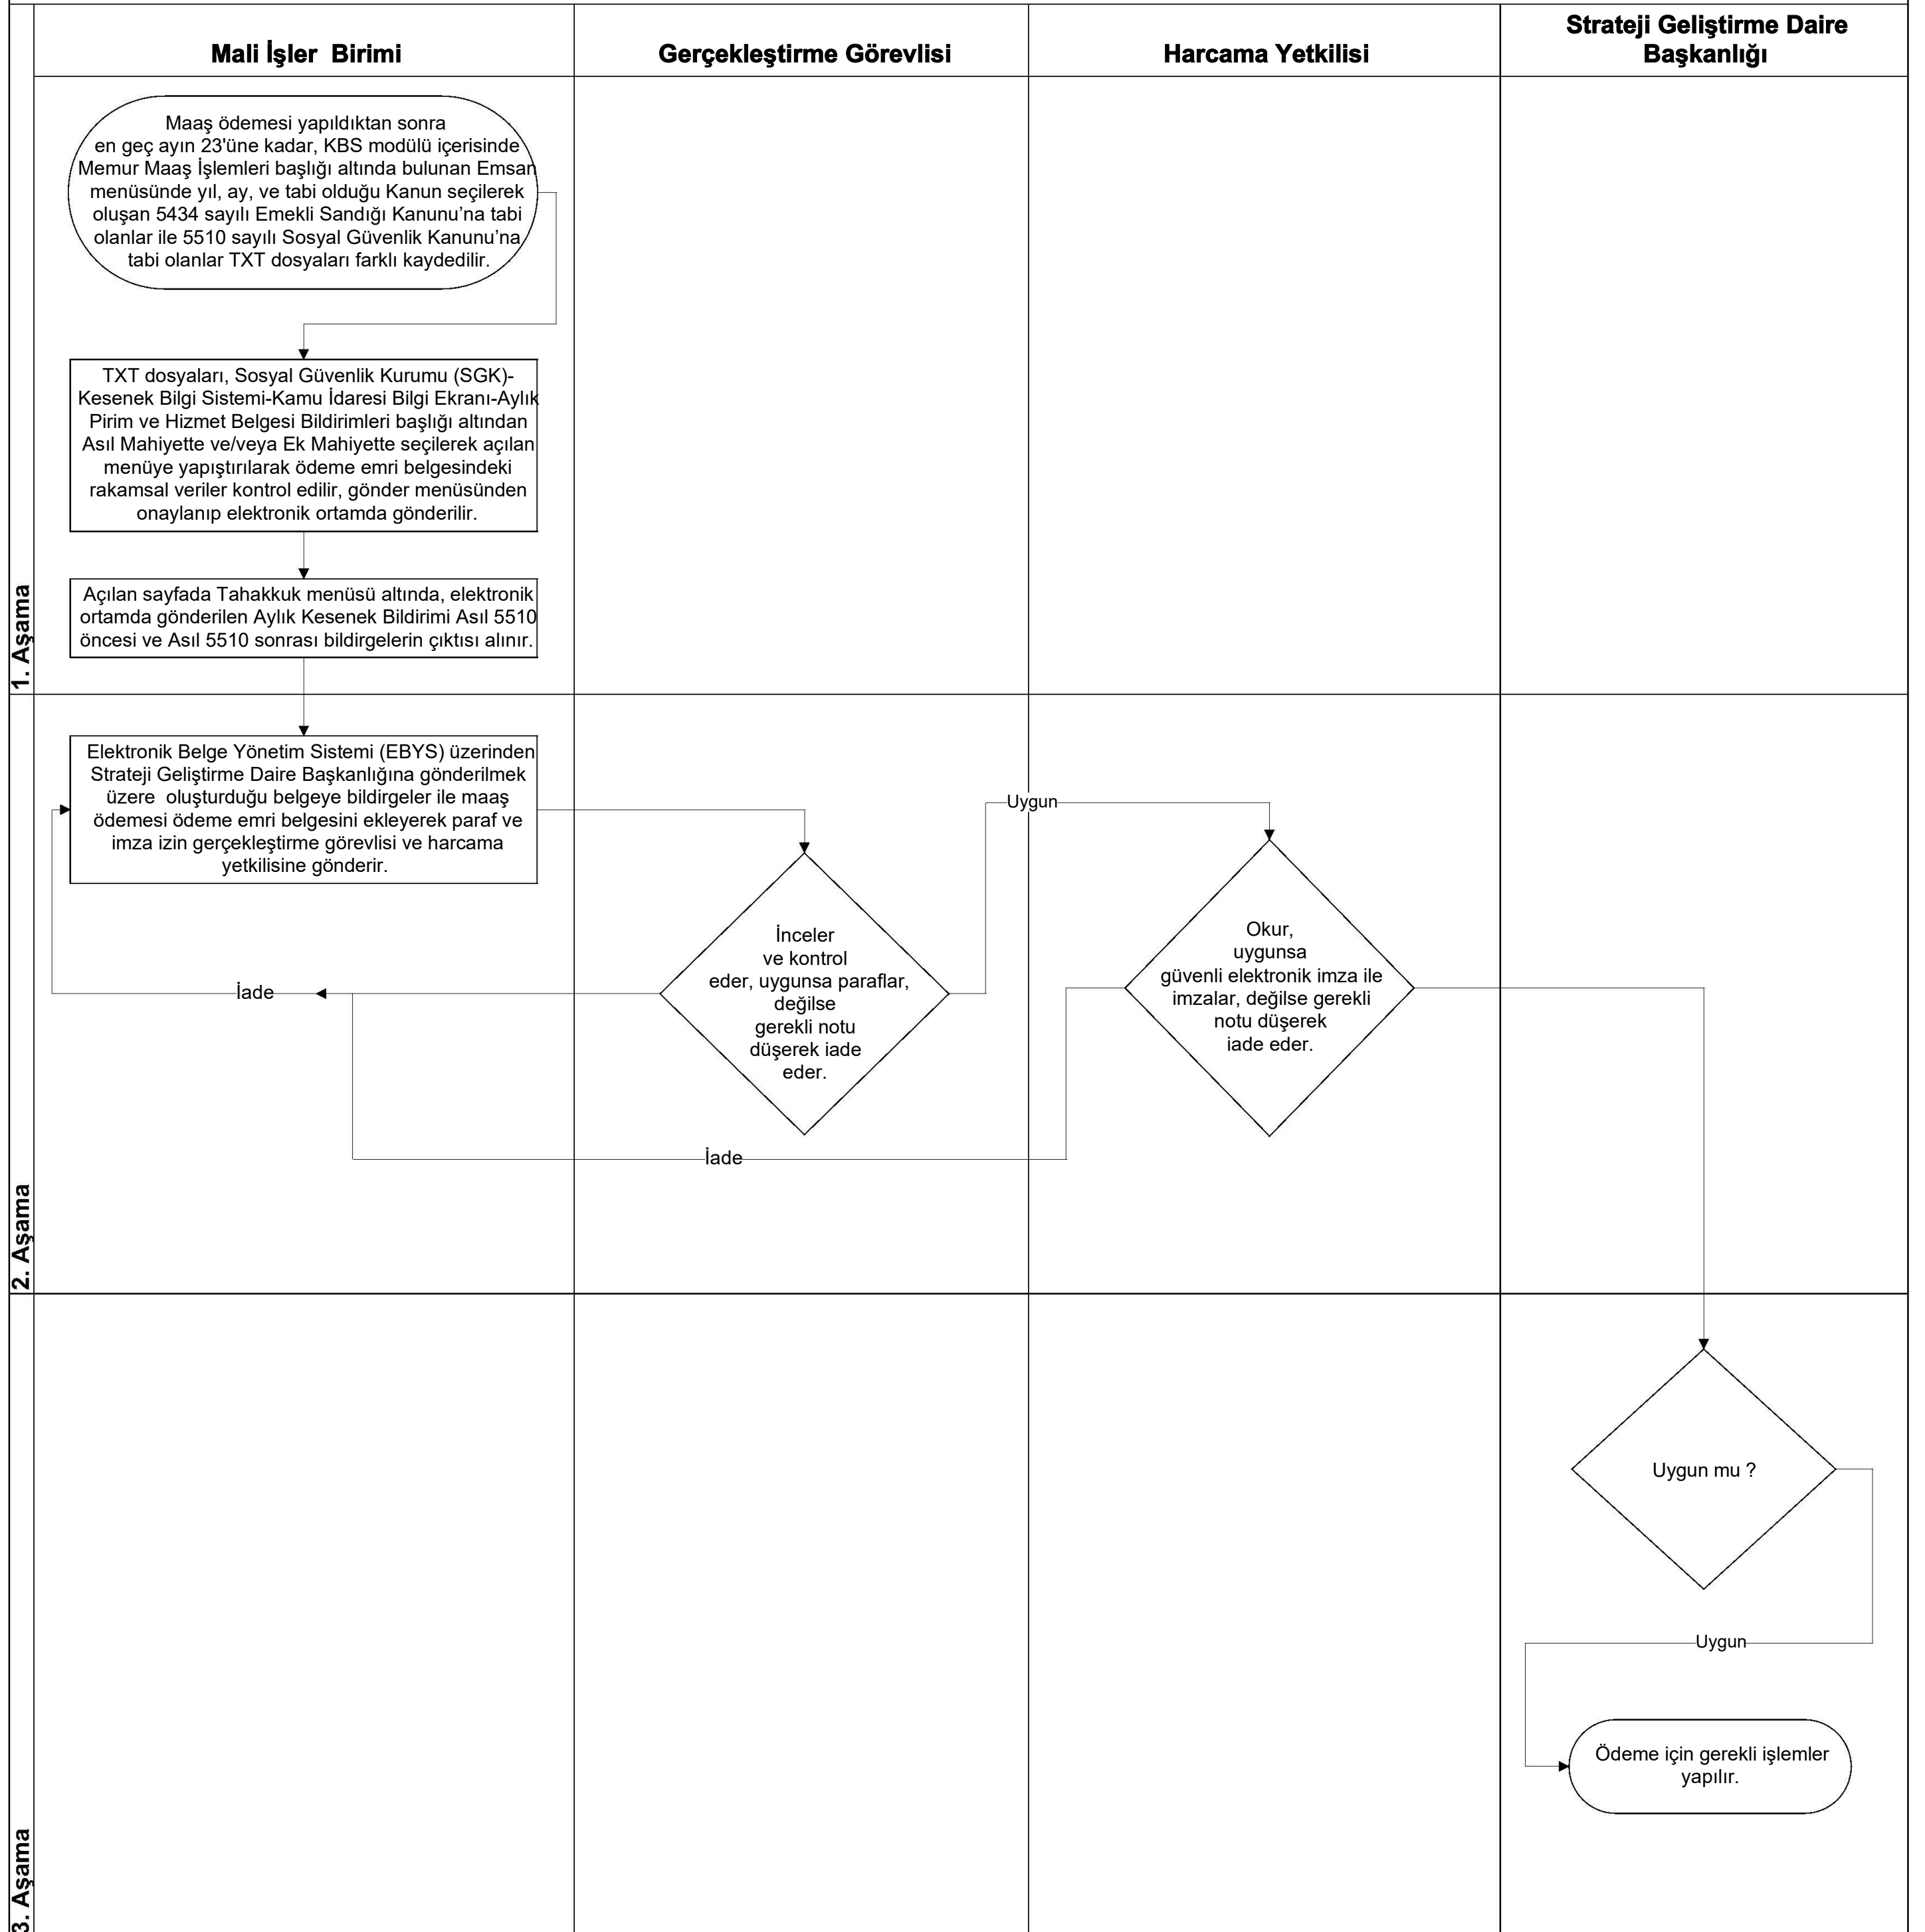 Mali İşler  Birimi
Gerçekleştirme Görevlisi
Harcama Yetkilisi
Strateji Geliştirme Daire
Başkanlığı
1. Aşama
Maaş ödemesi yapıldıktan sonra
en geç ayın 23'üne kadar, KBS modülü içerisinde
Memur Maaş İşlemleri başlığı altında bulunan Emsan
menüsünde yıl, ay, ve tabi olduğu Kanun seçilerek
oluşan 5434 sayılı Emekli Sandığı Kanunu’na tabi
olanlar ile 5510 sayılı Sosyal Güvenlik Kanunu’na
tabi olanlar TXT dosyaları farklı kaydedilir.
TXT dosyaları, Sosyal Güvenlik Kurumu (SGK)-
Kesenek Bilgi Sistemi-Kamu İdaresi Bilgi Ekranı-Aylık
Pirim ve Hizmet Belgesi Bildirimleri başlığı altından
Asıl Mahiyette ve/veya Ek Mahiyette seçilerek açılan
menüye yapıştırılarak ödeme emri belgesindeki
rakamsal veriler kontrol edilir, gönder menüsünden
onaylanıp elektronik ortamda gönderilir.
Açılan sayfada Tahakkuk menüsü altında, elektronik
ortamda gönderilen Aylık Kesenek Bildirimi Asıl 5510
öncesi ve Asıl 5510 sonrası bildirgelerin çıktısı alınır.
2. Aşama
Elektronik Belge Yönetim Sistemi (EBYS) üzerinden
Strateji Geliştirme Daire Başkanlığına gönderilmek
üzere  oluşturduğu belgeye bildirgeler ile maaş
ödemesi ödeme emri belgesini ekleyerek paraf ve
imza izin gerçekleştirme görevlisi ve harcama
yetkilisine gönderir.
Uygun
İnceler
ve kontrol
eder, uygunsa paraflar,
değilse
gerekli notu
düşerek iade
eder.
Okur,
uygunsa
güvenli elektronik imza ile
imzalar, değilse gerekli
notu düşerek
iade eder.
İade
İade
3. Aşama
Uygun mu ?
Uygun
Ödeme için gerekli işlemler
yapılır.